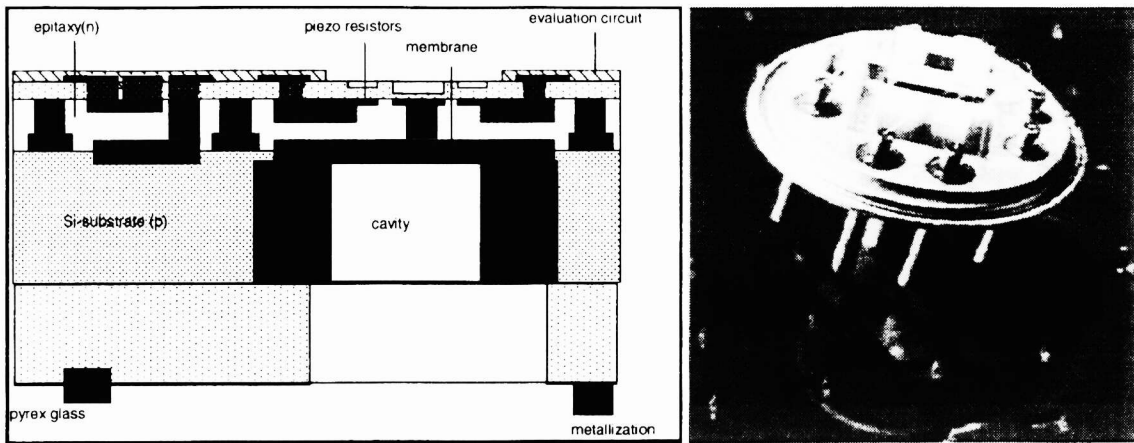 evaluation circuit
epitaxy(n)
piezo resistors
membrane
Si-substrate (p)
cavity
pyrex glass
metallization